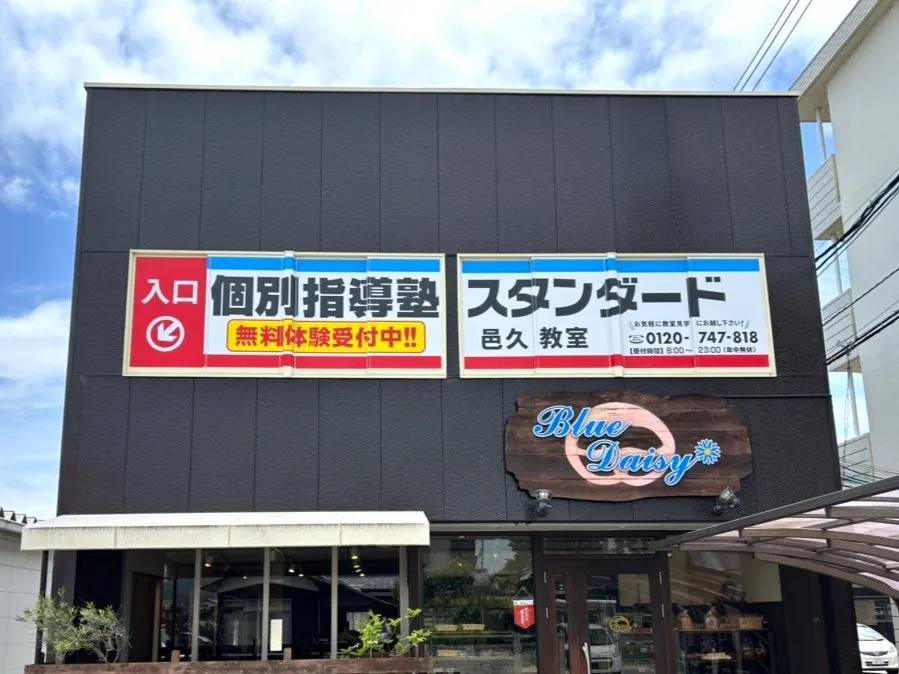 入口
個別指導塾
無料体験受付中!!
スタンダード
邑久 教室
お気軽に教室見学にお越し下さい!
0120-747-818
【受付時間】8:00～23:00(年中無休)
Blue
Daisy